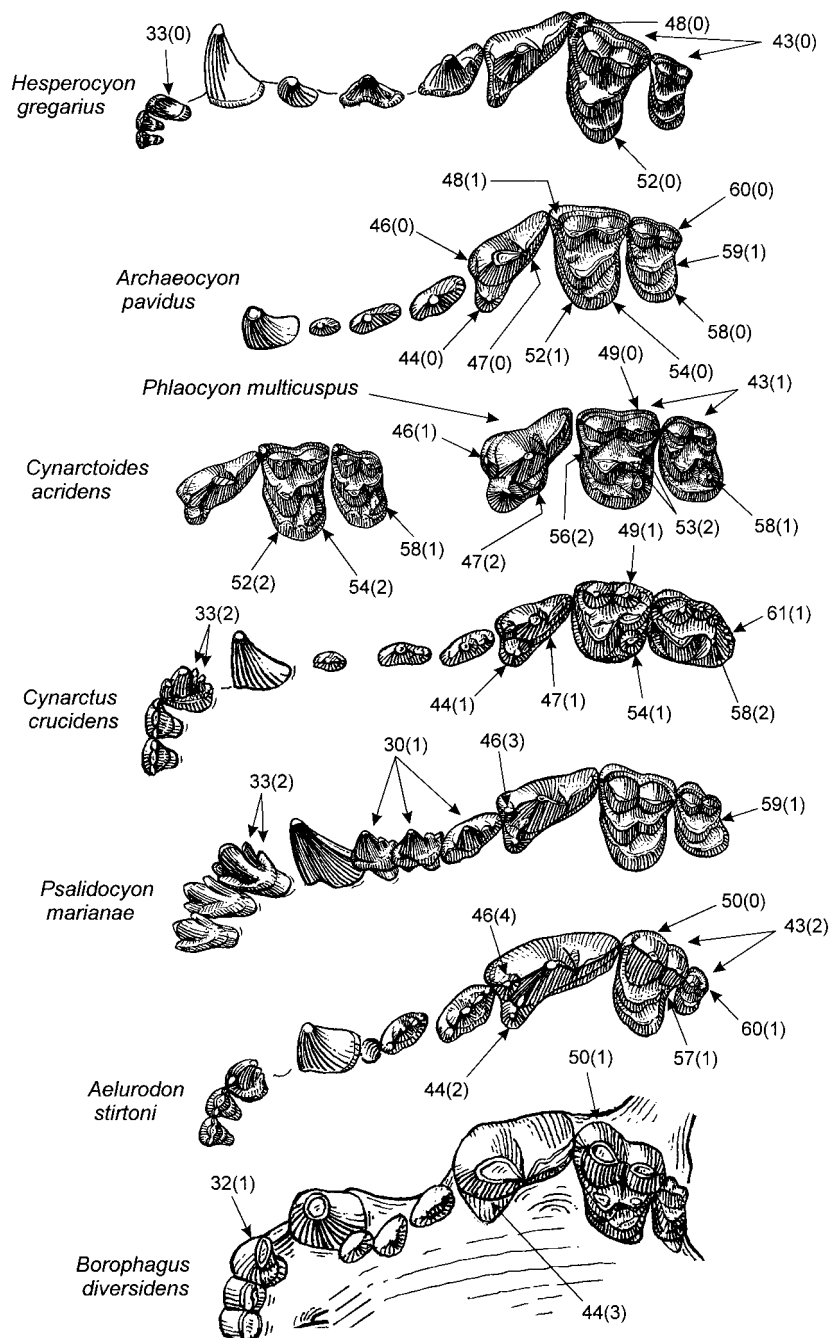 33(0)
48(0)
43(0)
Hesperocyon
gregarius
52(0)
48(1)
60(0)
46(0)
59(1)
Archaeocyon
pavidus
44(0)
47(0)
52(1)
54(0)
58(0)
49(0)
43(1)
Phlaocyon multicuspus
46(1)
Cynarctoides
acridens
58(1)
56(2)
53(2)
58(1)
47(2)
49(1)
52(2)
54(2)
33(2)
61(1)
Cynarctus
crucidens
44(1)
47(1)
54(1)
58(2)
30(1)
46(3)
33(2)
59(1)
Psalidocyon
marianae
50(0)
46(4)
43(2)
60(1)
57(1)
Aelurodon
stirtoni
44(2)
50(1)
32(1)
Borophagus
diversidens
44(3)